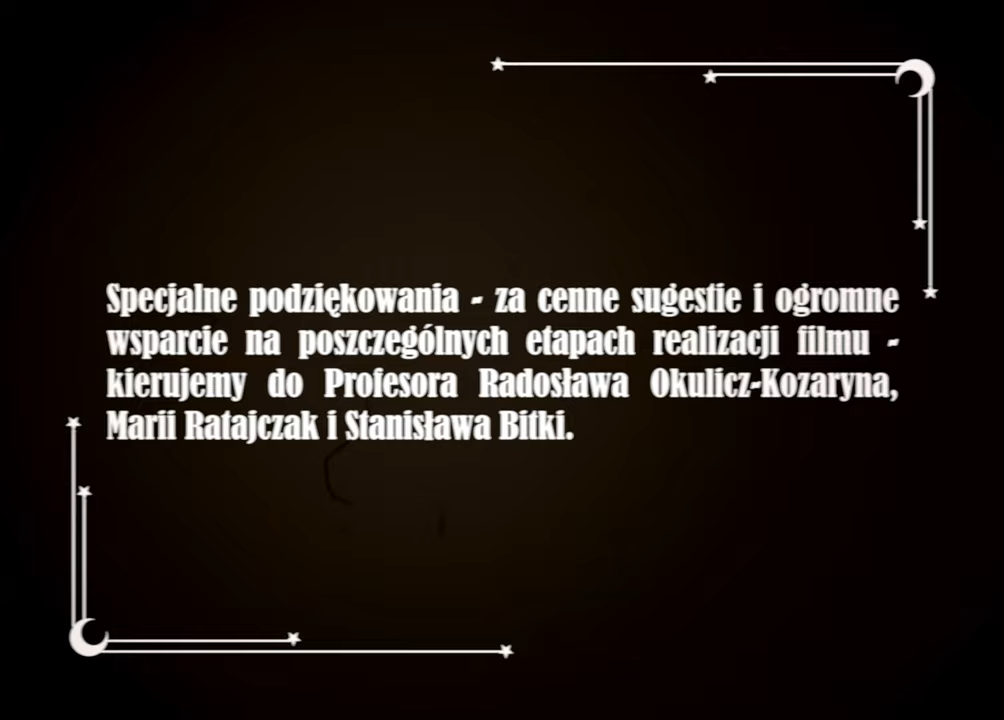 Specjalne podziękowania - za cenne sugestie i ogromne
wsparcie na poszczególnych etapach realizacji filmu -
kierujemy do Profesora Radosława Okulicz-Kozaryna,
Marii Ratajczak i Stanisława Bitki.